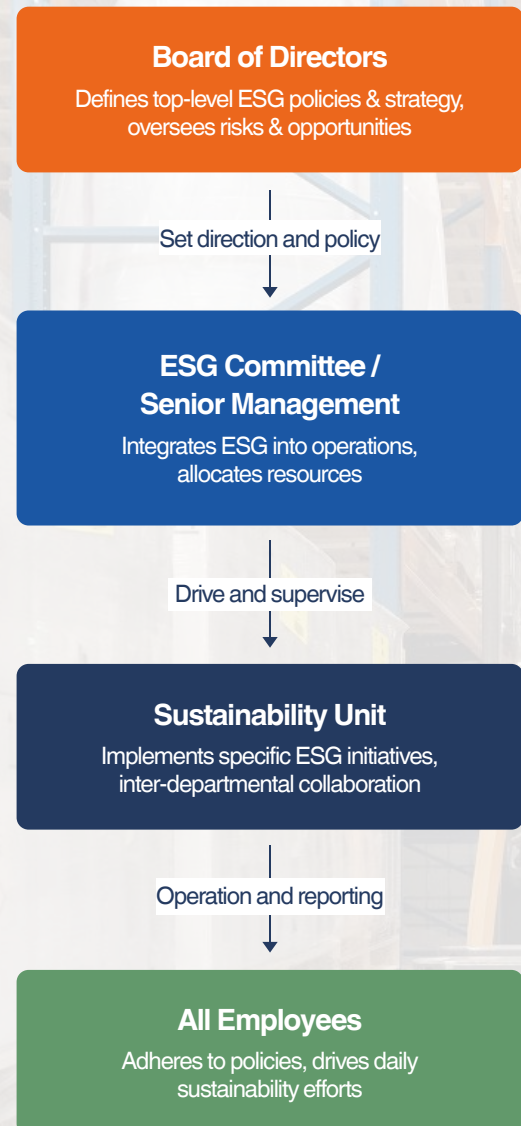 Board of Directors
Defines top-level ESG policies & strategy,
oversees risks & opportunities
Set direction and policy
ESG Committee /
Senior Management
Integrates ESG into operations,
allocates resources
Drive and supervise
Sustainability Unit
Implements specific ESG initiatives,
inter-departmental collaboration
Operation and reporting
All Employees
Adheres to policies, drives daily
sustainability efforts